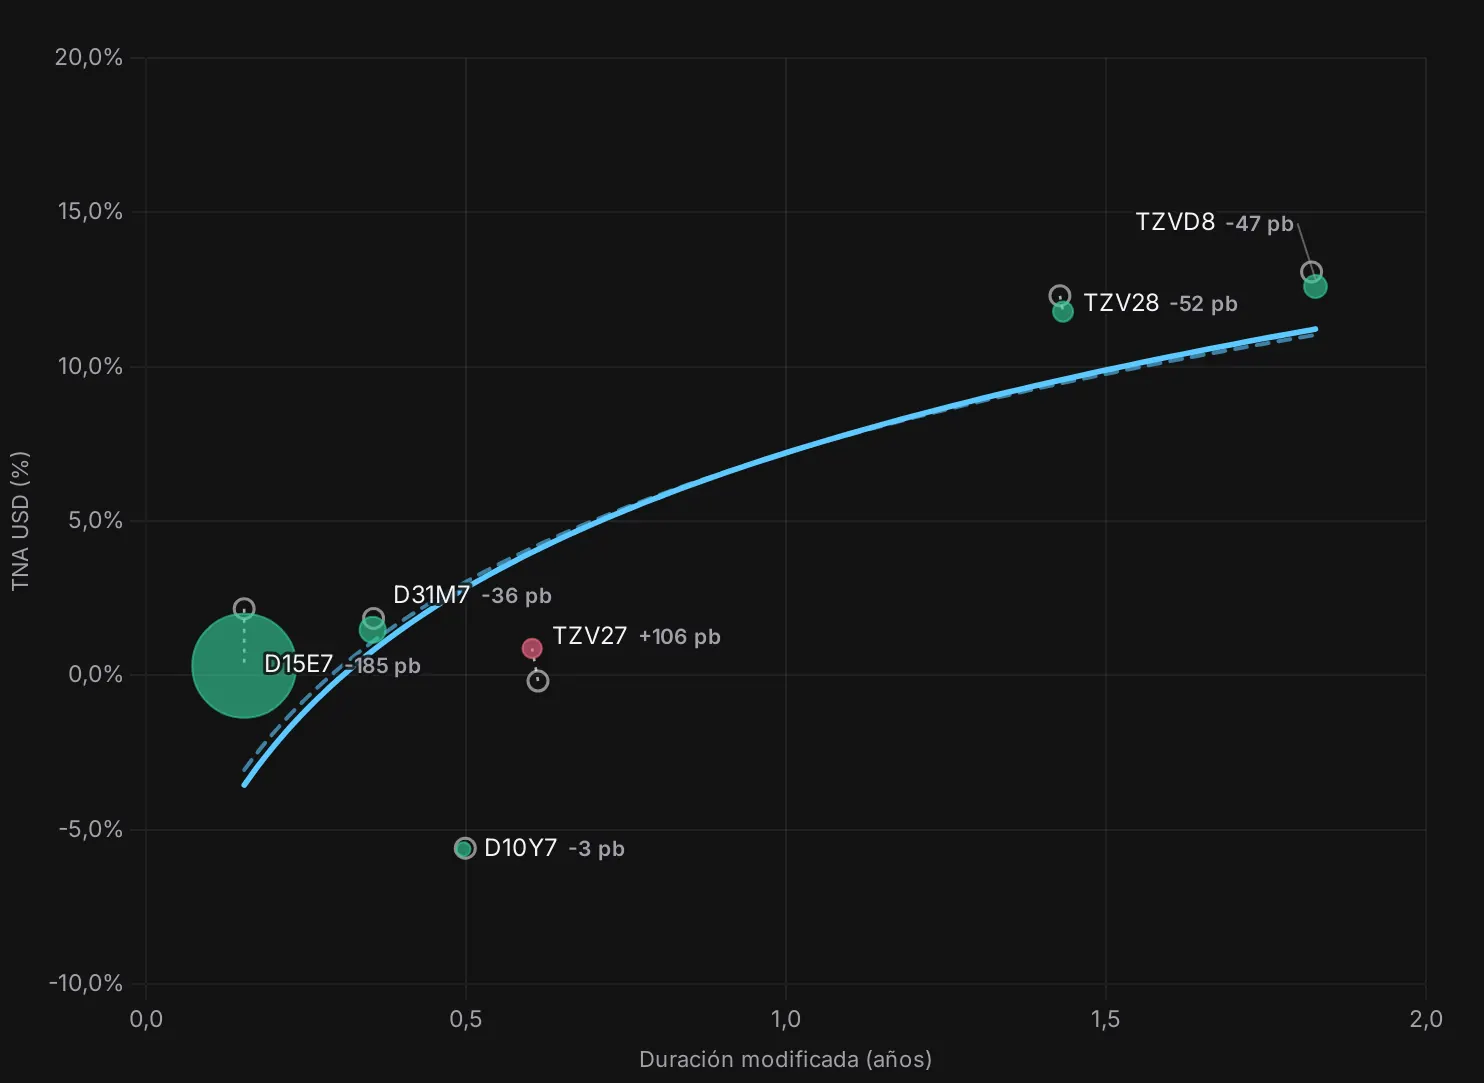 20,0%
15,0%
TZVD8 -47 pb
TZV28 -52 pb
10,0%
TNA USD (%)
5,0%
D31M7 -36 pb
TZV27 +106 pb
D15E7 -185 pb
0,0%
-5,0%
D10Y7 -3 pb
-10,0%
0,0 0,5 1,0 1,5 2,0
Duración modificada (años)